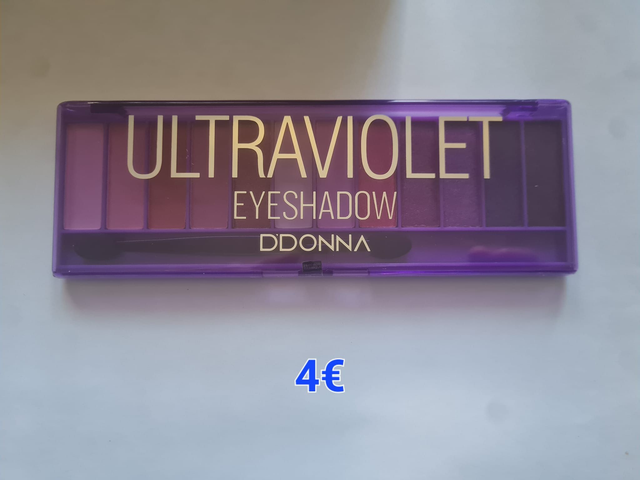 ULTRAVIOLET
EYESHADOW
D'DONNA
4€